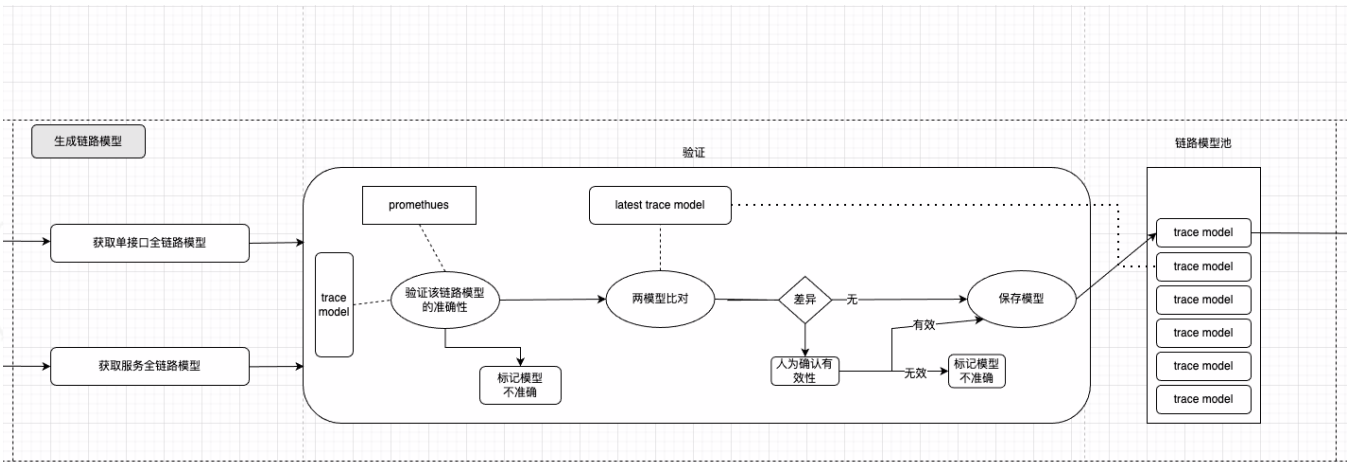 生成链路模型
验证
链路模型池
promethues
latest trace model
获取单接口全链路模型
trace
model
验证该链路模型
的准确性
两模型比对
差异
无
保存模型
有效
人为确认有
效性
无效
标记模型
不准确
获取服务全链路模型
标记模型
不准确
trace model
trace model
trace model
trace model
trace model
trace model